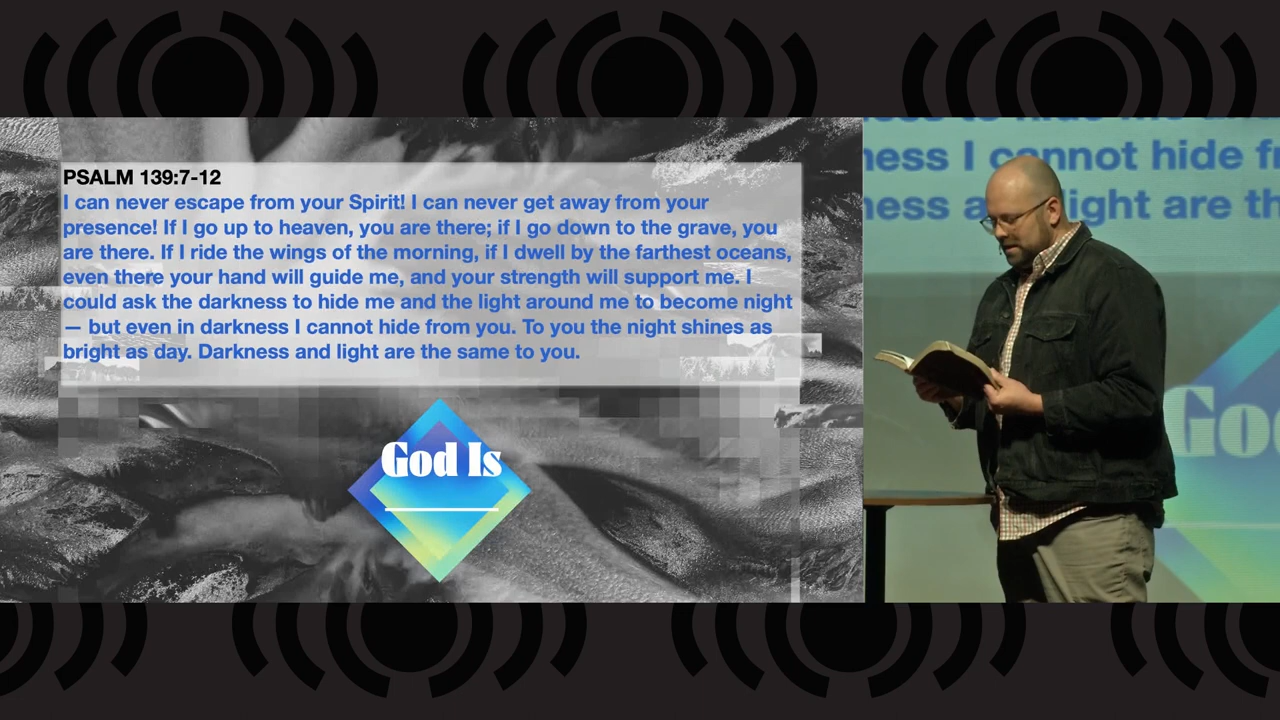 PSALM 139:7-12
I can never escape from your Spirit! I can never get away from your
presence! If I go up to heaven, you are there; if I go down to the grave, you
are there. If I ride the wings of the morning, if I dwell by the farthest oceans,
even there your hand will guide me, and your strength will support me. I
could ask the darkness to hide me and the light around me to become night
— but even in darkness I cannot hide from you. To you the night shines as
bright as day. Darkness and light are the same to you.
God Is
ness I cannot hide fr
ness a light are th
God